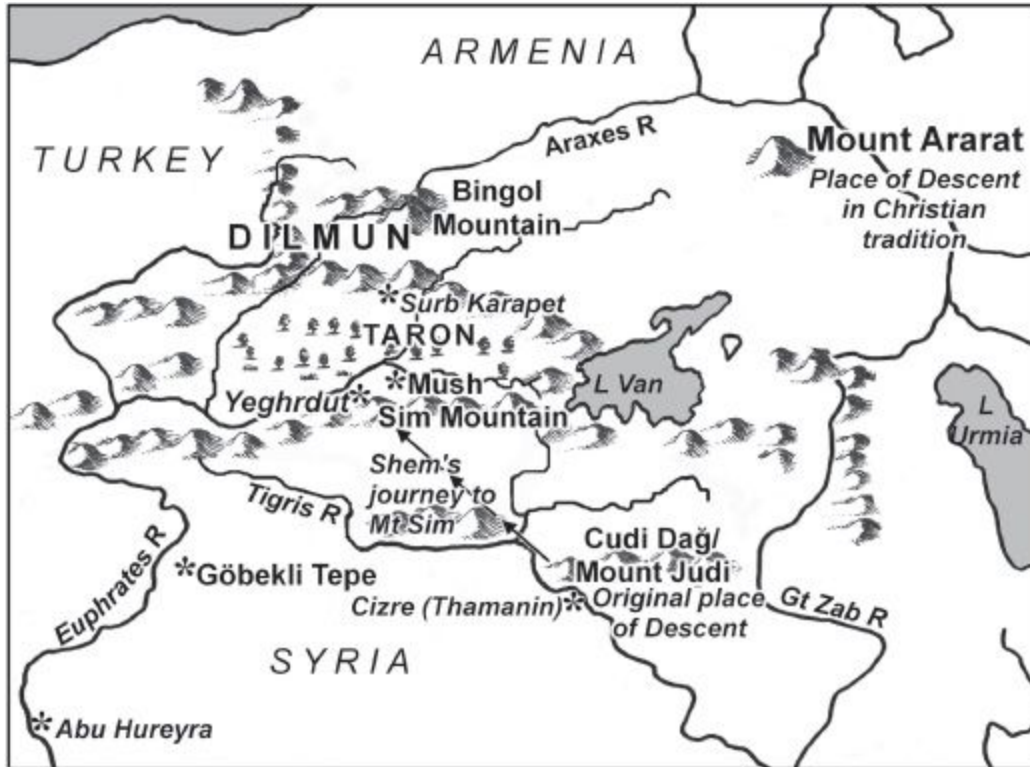 ARMENIA
TURKEY
Araxes R
Mount Ararat
Place of Descent
in Christian
tradition
Bingol
Mountain
DILMUN
Surb Karapet
TARON
L Van
L
Urmia
Mush
Yeghrdut
Sim Mountain
Shem's
journey to
Mt Sim
Tigris R
Euphrates R
Göbekli Tepe
Cudi Dağ/
Mount Judi
Original place
of Descent
Cizre (Thamanin)
Gt Zab R
SYRIA
Abu Hureyra